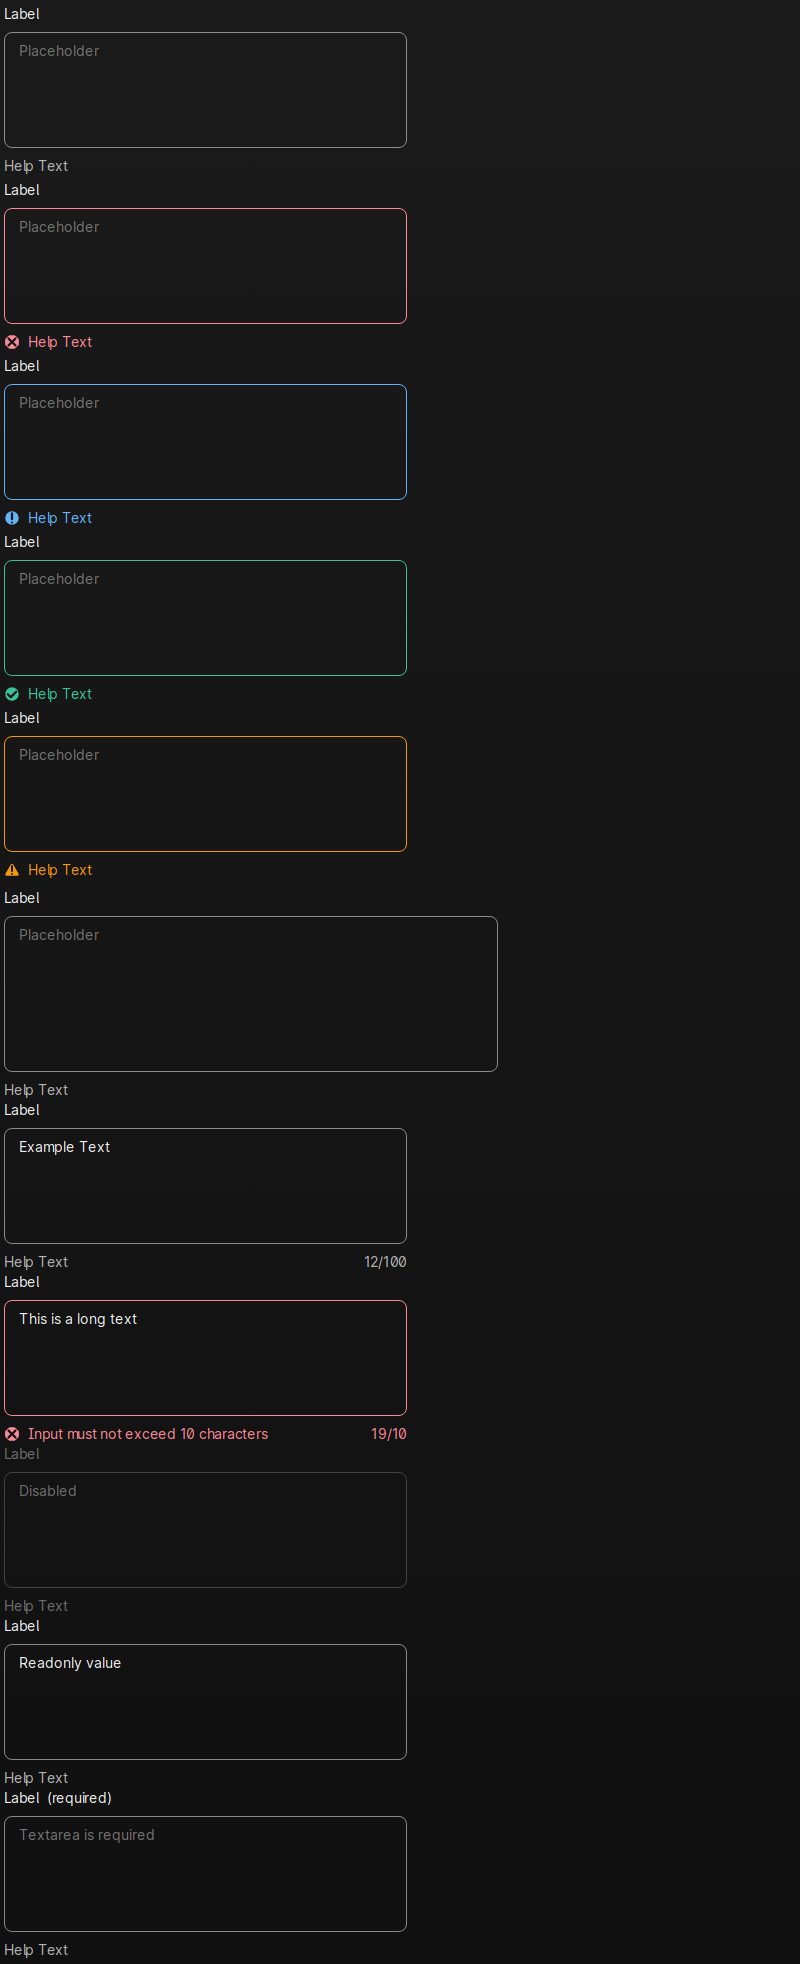 Label
Placeholder
Help Text
Label
Placeholder
Help Text
Label
Placeholder
Help Text
Label
Placeholder
Help Text
Label
Placeholder
Help Text
Label
Placeholder
Help Text
Label
Example Text
Help Text 12/100
Label
This is a long text
Input must not exceed 10 characters 19/10
Label
Disabled
Help Text
Label
Readonly value
Help Text
Label (required)
Textarea is required
Help Text